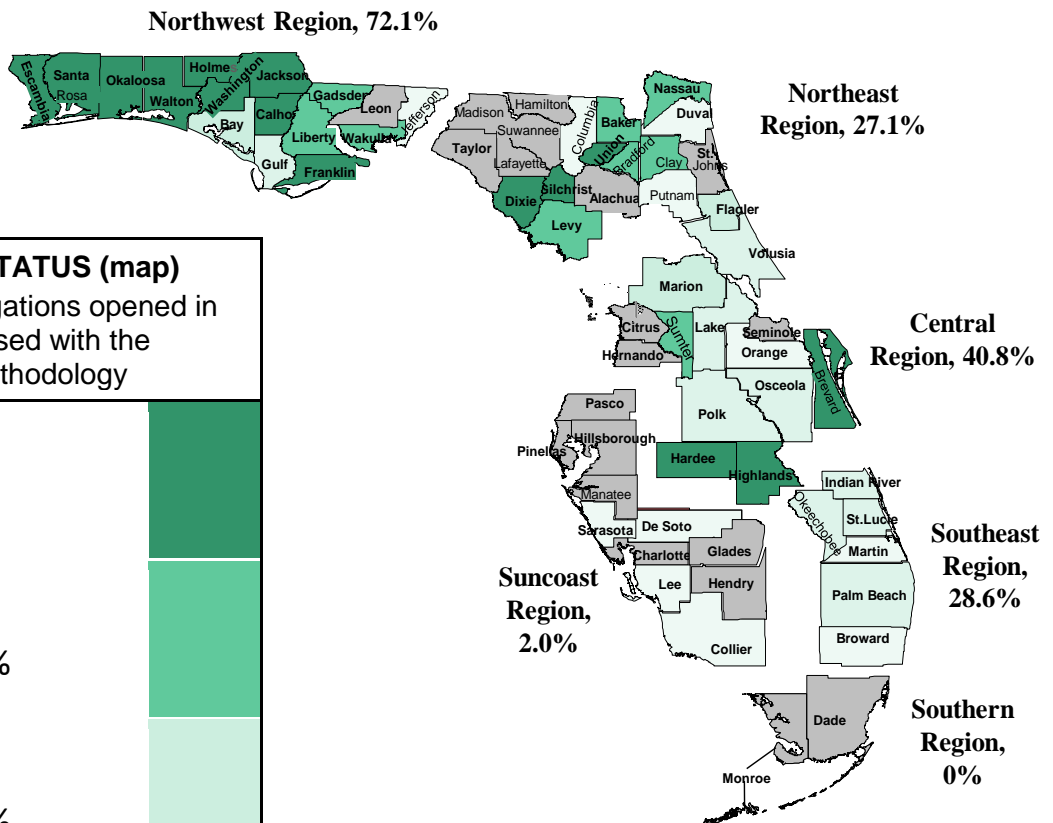 Northwest Region, 72.1%
Escambia
Santa
Rosa
Okaloosa
Walton
Holmes
Washington
Jackson
Bay
Calho
Gulf
Gadsden
Liberty
Franklin
Leon
Wakulla
Jefferson
Madison
Hamilton
Suwannee
Taylor
Lafayette
Columbia
Baker
Union
Bradford
Nassau
Duval
Clay
St.
Johns
Dixie
Gilchrist
Alachua
Levy
Putnam
Flagler
Volusia
Northeast
Region, 27.1%
TATUS (map)
gations opened in
sed with the
thodology
%
%
Marion
Citrus
Hernando
Sumter
Lake
Seminole
Orange
Osceola
Brevard
Polk
Hardee
Highlands
Central
Region, 40.8%
Pasco
Hillsborough
Pinellas
Manatee
Sarasota
De Soto
Charlotte
Glades
Lee
Hendry
Collier
Suncoast
Region,
2.0%
Indian River
Okeechobee
St.Lucie
Martin
Palm Beach
Broward
Southeast
Region,
28.6%
Dade
Monroe
Southern
Region,
0%